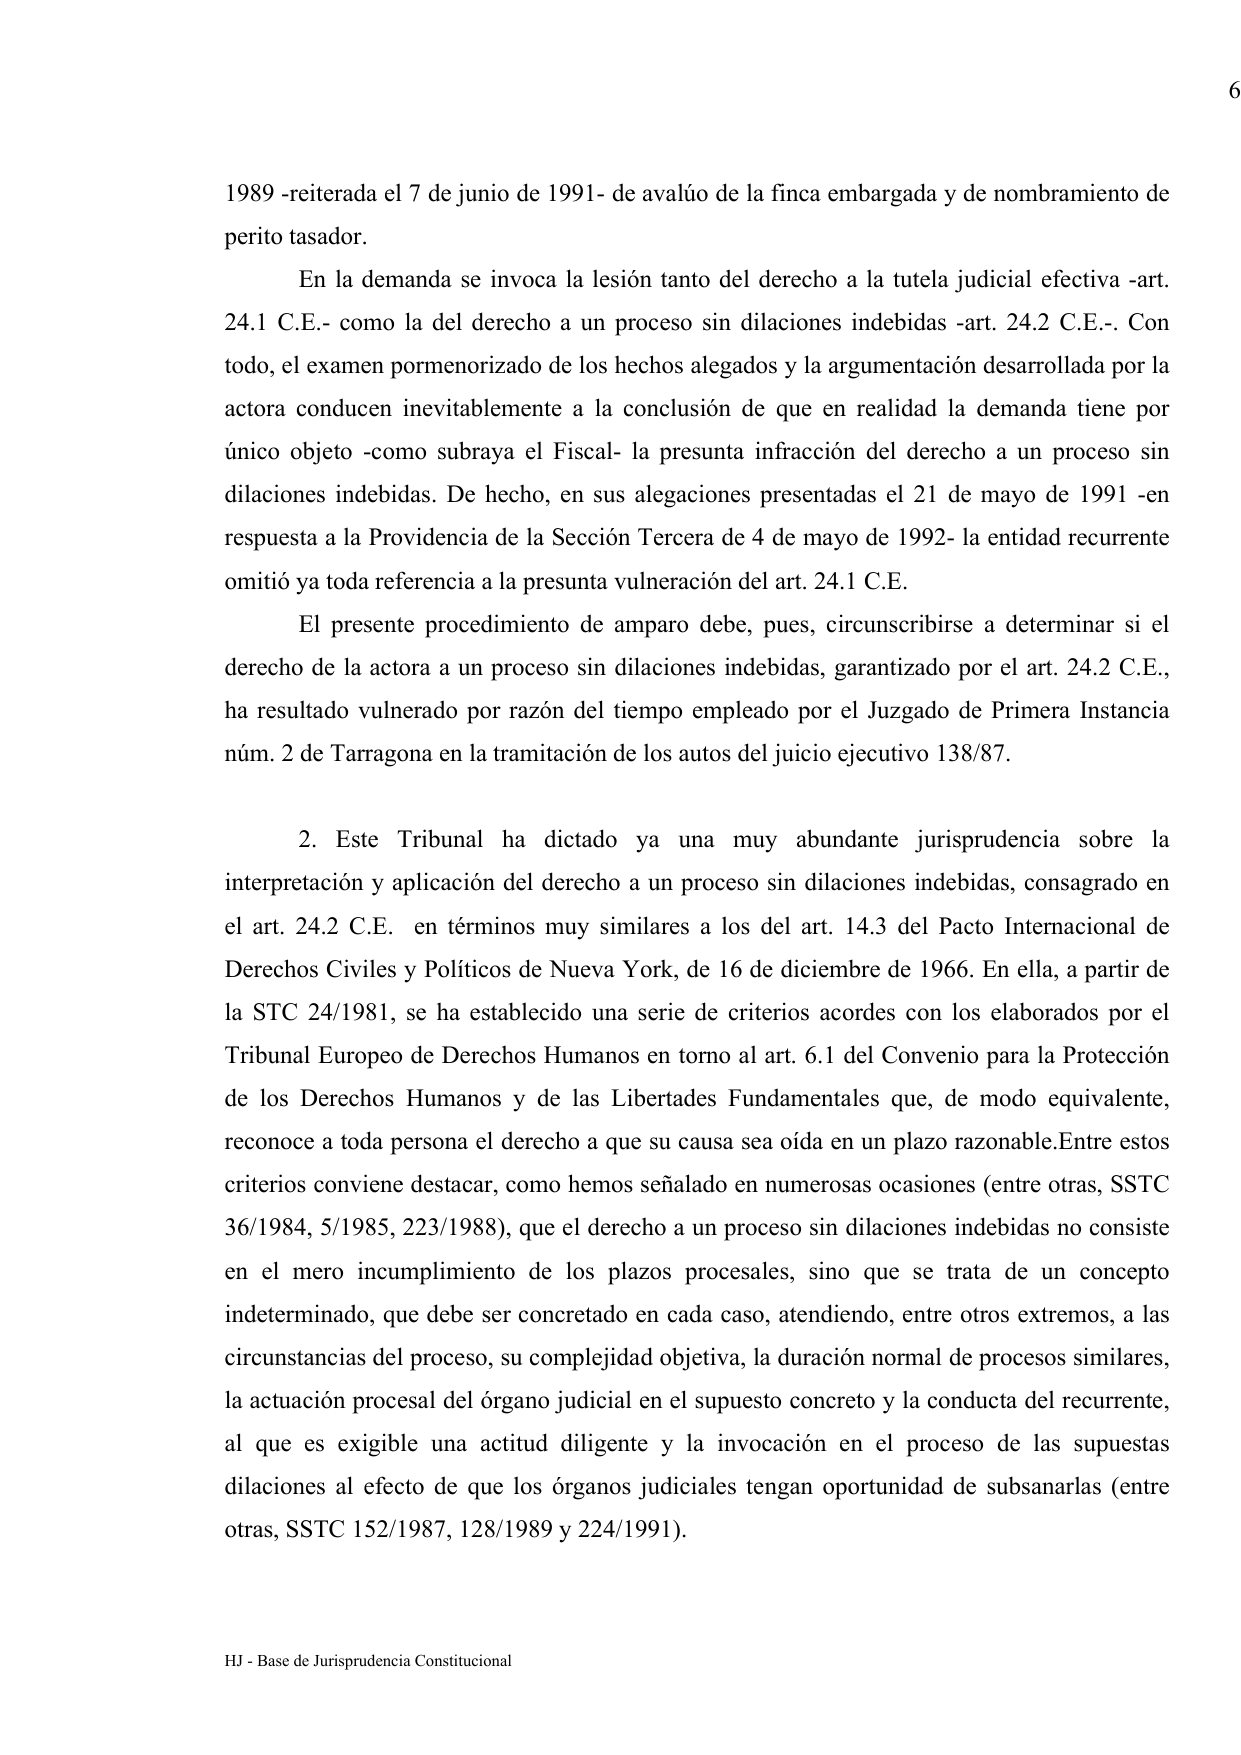 6
1989 -reiterada el 7 de junio de 1991- de avalúo de la finca embargada y de nombramiento de
perito tasador.
En la demanda se invoca la lesión tanto del derecho a la tutela judicial efectiva -art.
24.1 C.E.- como la del derecho a un proceso sin dilaciones indebidas -art. 24.2 C.E.-. Con
todo, el examen pormenorizado de los hechos alegados y la argumentación desarrollada por la
actora conducen inevitablemente a la conclusión de que en realidad la demanda tiene por
único objeto -como subraya el Fiscal- la presunta infracción del derecho a un proceso sin
dilaciones indebidas. De hecho, en sus alegaciones presentadas el 21 de mayo de 1991 -en
respuesta a la Providencia de la Sección Tercera de 4 de mayo de 1992- la entidad recurrente
omitió ya toda referencia a la presunta vulneración del art. 24.1 C.E.
El presente procedimiento de amparo debe, pues, circunscribirse a determinar si el
derecho de la actora a un proceso sin dilaciones indebidas, garantizado por el art. 24.2 C.E.,
ha resultado vulnerado por razón del tiempo empleado por el Juzgado de Primera Instancia
núm. 2 de Tarragona en la tramitación de los autos del juicio ejecutivo 138/87.
2. Este Tribunal ha dictado ya una muy abundante jurisprudencia sobre la
interpretación y aplicación del derecho a un proceso sin dilaciones indebidas, consagrado en
el art. 24.2 C.E.  en términos muy similares a los del art. 14.3 del Pacto Internacional de
Derechos Civiles y Políticos de Nueva York, de 16 de diciembre de 1966. En ella, a partir de
la STC 24/1981, se ha establecido una serie de criterios acordes con los elaborados por el
Tribunal Europeo de Derechos Humanos en torno al art. 6.1 del Convenio para la Protección
de los Derechos Humanos y de las Libertades Fundamentales que, de modo equivalente,
reconoce a toda persona el derecho a que su causa sea oída en un plazo razonable.Entre estos
criterios conviene destacar, como hemos señalado en numerosas ocasiones (entre otras, SSTC
36/1984, 5/1985, 223/1988), que el derecho a un proceso sin dilaciones indebidas no consiste
en el mero incumplimiento de los plazos procesales, sino que se trata de un concepto
indeterminado, que debe ser concretado en cada caso, atendiendo, entre otros extremos, a las
circunstancias del proceso, su complejidad objetiva, la duración normal de procesos similares,
la actuación procesal del órgano judicial en el supuesto concreto y la conducta del recurrente,
al que es exigible una actitud diligente y la invocación en el proceso de las supuestas
dilaciones al efecto de que los órganos judiciales tengan oportunidad de subsanarlas (entre
otras, SSTC 152/1987, 128/1989 y 224/1991).
HJ - Base de Jurisprudencia Constitucional